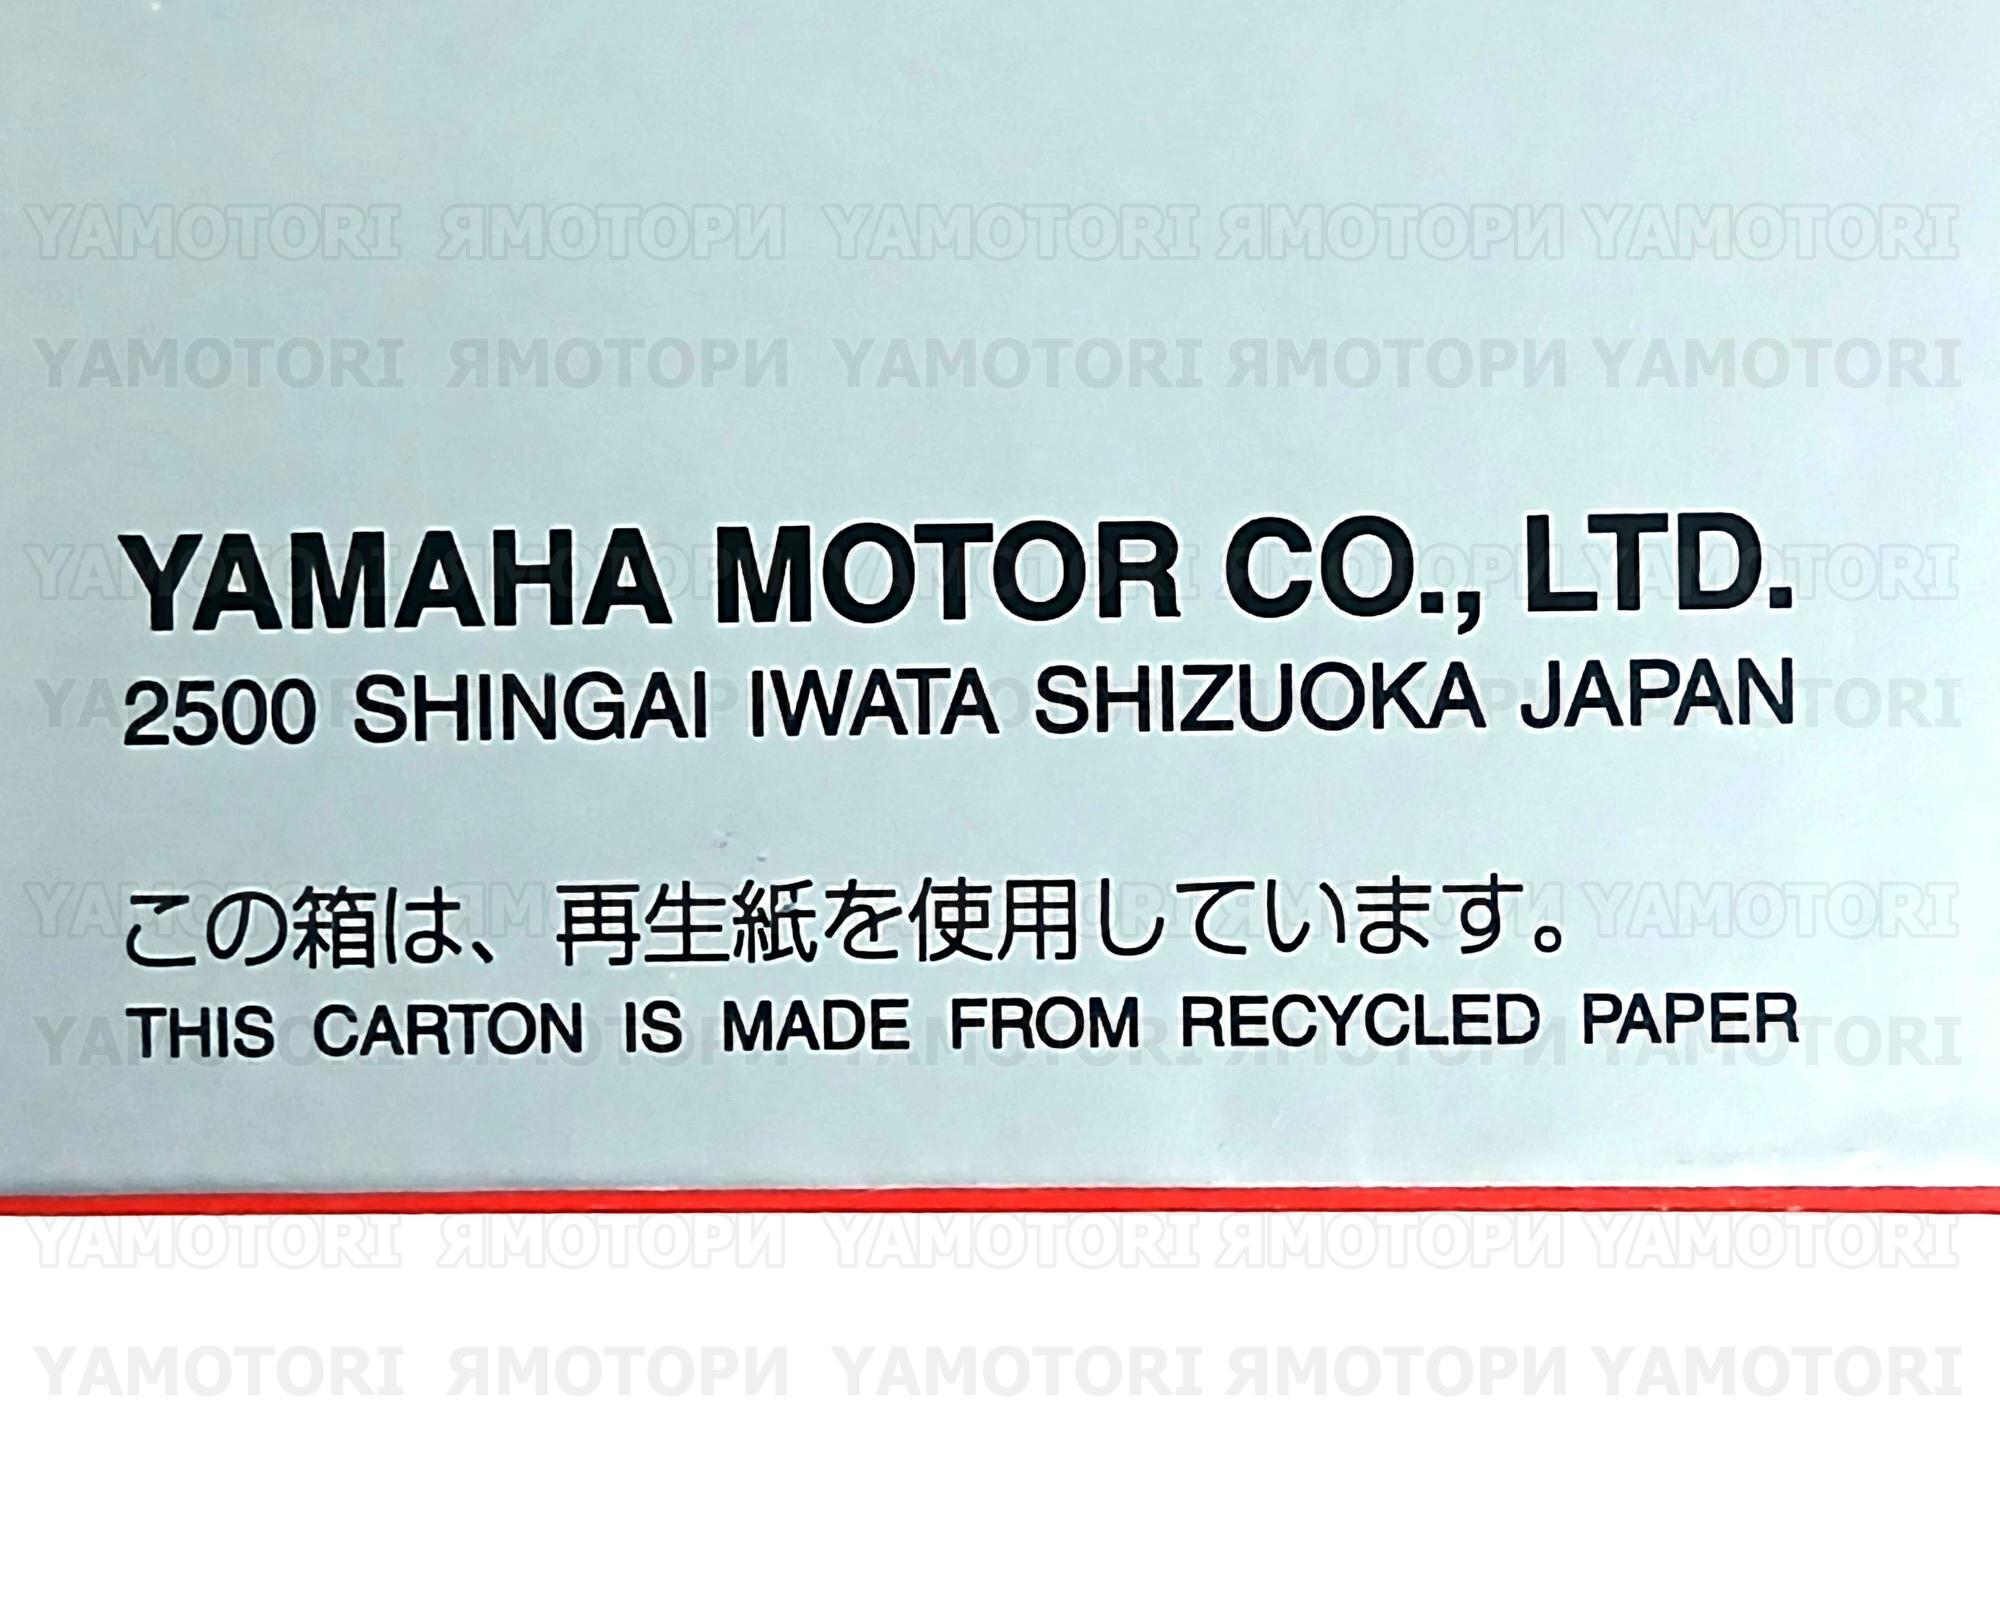 YAMOTORI ЯМОТОРИ YAMOTORI ЯМОТОРИ YAMOTORI
YAMOTORI ЯМОТОРИ YAMOTORI ЯМОТОРИ YAMOTORI
YAMAHA MOTOR CO., LTD.
2500 SHINGAI IWATA SHIZUOKA JAPAN
この箱は、再生紙を使用しています。
THIS CARTON IS MADE FROM RECYCLED PAPER
YAMOTORI ЯМОТОРИ YAMOTORI ЯМОТОРИ YAMOTORI
YAMOTORI ЯМОТОРИ YAMOTORI ЯМОТОРИ YAMOTORI